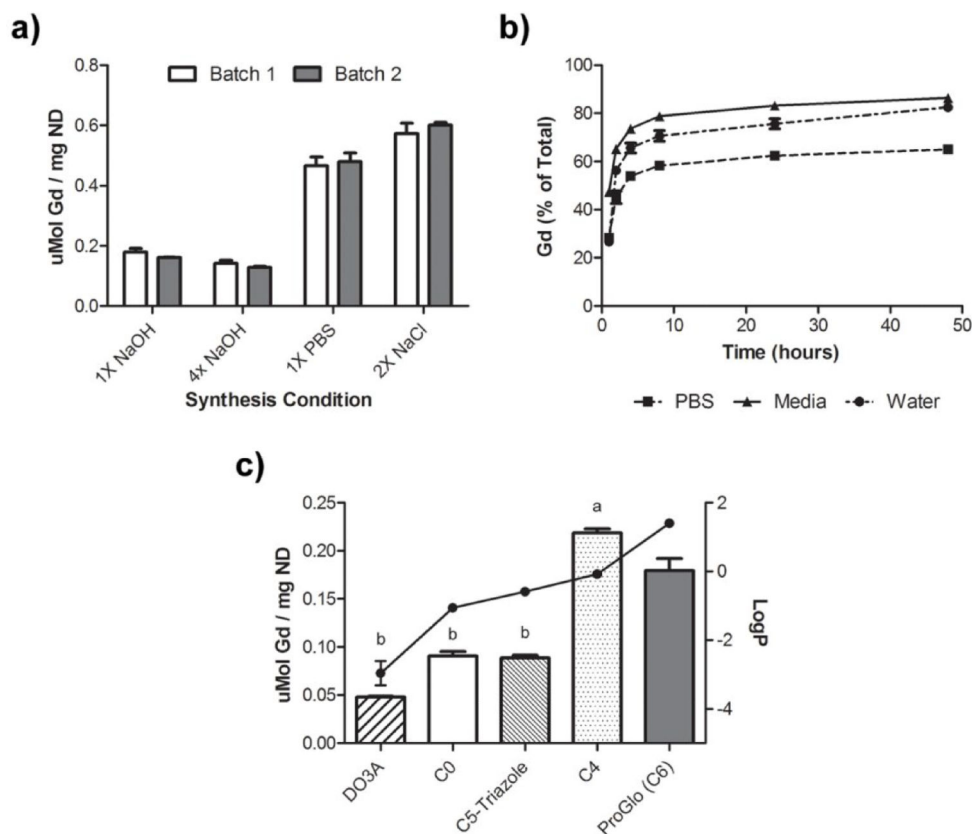 a)
Batch 1 Batch 2
uMol Gd / mg ND
0.8
0.6
0.4
0.2
0.0
1X NaOH
4x NaOH
1X PBS
2X NaCl
Synthesis Condition
b)
Gd (% of Total)
100
80
60
40
20
0
0 10 20 30 40 50
Time (hours)
PBS Media Water
c)
uMol Gd / mg ND
0.25
0.20
0.15
0.10
0.05
0.00
b
b
b
a
2
0
-2
-4
LogP
DO3A
C0
C5-Triazole
C4
ProGlo (C6)